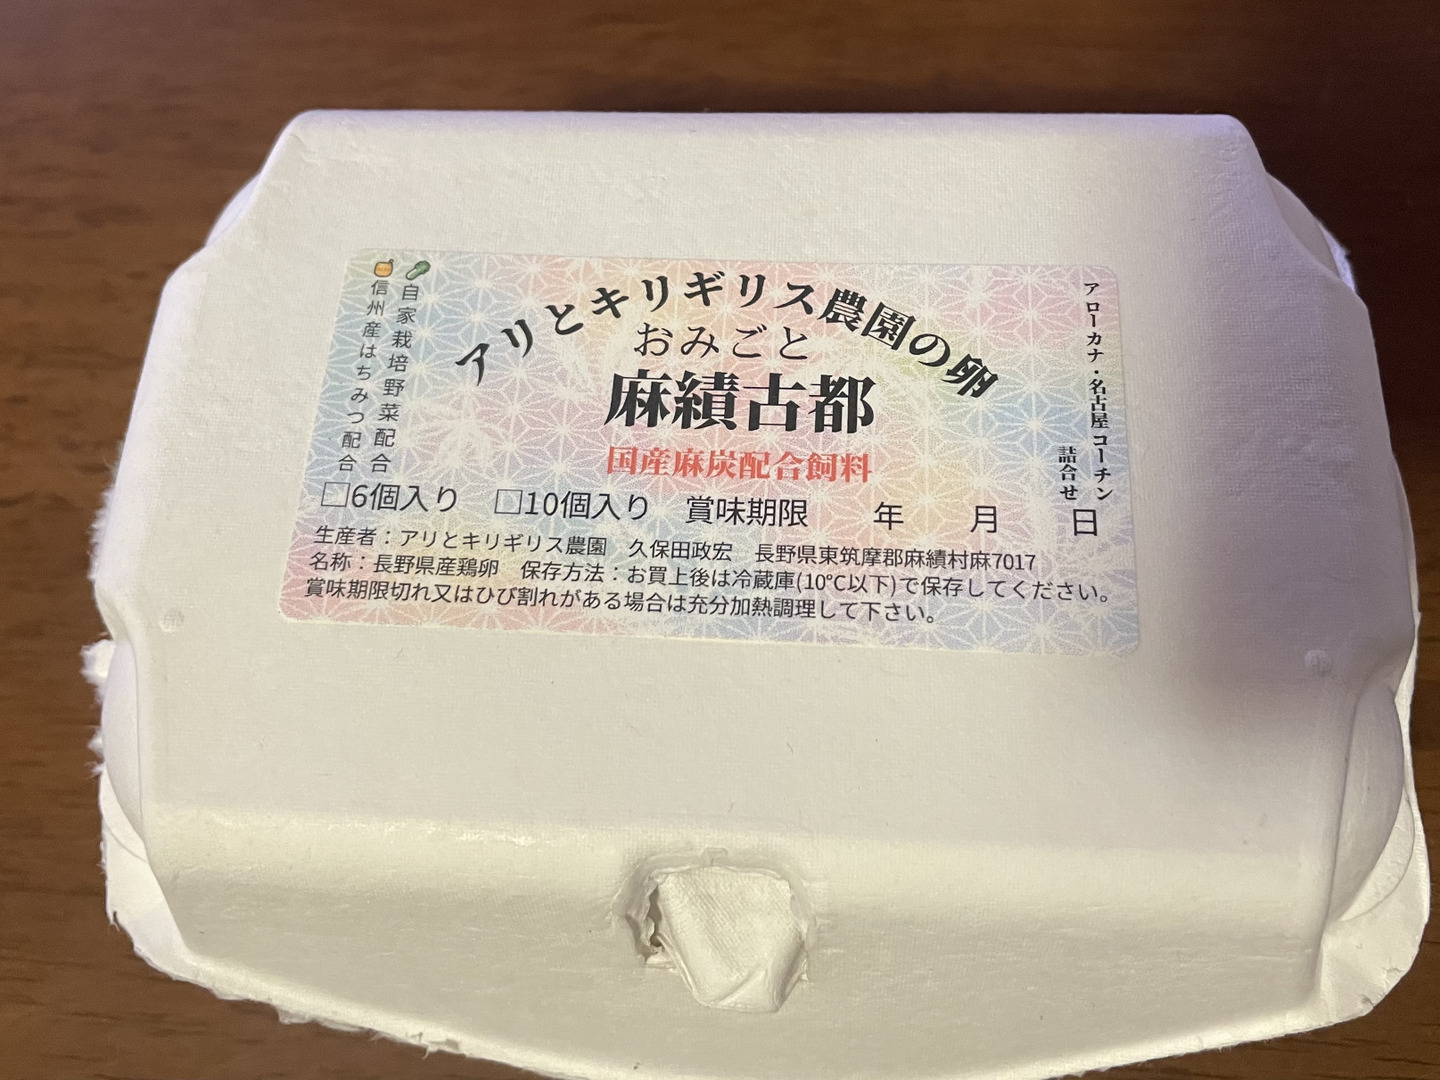 アリとキリギリス農園の卵
おみごと
麻績古都
国産麻炭配合飼料
自家栽培野菜配合
信州産はちみつ配合
アローカナ・名古屋コーチン
詰合せ
□6個入り □10個入り 賞味期限 年 月 日
生産者：アリとキリギリス農園 久保田政宏 長野県東筑摩郡麻績村麻7017
名称：長野県産鶏卵 保存方法：お買上後は冷蔵庫(10℃以下)で保存してください。
賞味期限切れ又はひび割れがある場合は充分加熱調理して下さい。